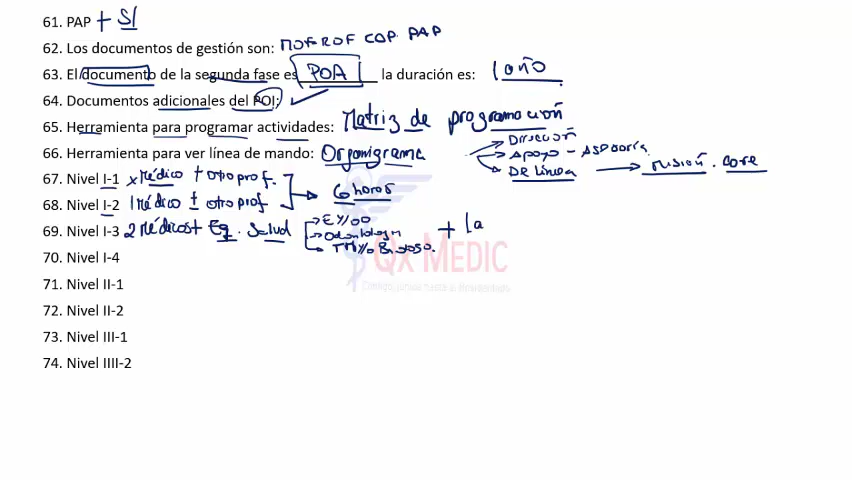 61. PAP + SI
62. Los documentos de gestión son: MOF-ROF COP PAP
63. El documento de la segunda fase es POA la duración es: 1 año
64. Documentos adicionales del POI:
65. Herramienta para programar actividades: Matriz de programación
Dirección
66. Herramienta para ver línea de mando: Organigrama Apoyo - Asesoría
De línea → misión. core
67. Nivel I-1 x Médico + otro prof.
6 horas
68. Nivel I-2 1 Médico ± otro prof
69. Nivel I-3 2 Médicos + Eq. Salud + La
Odontología
70. Nivel I-4
QX MEDIC
71. Nivel II-1
72. Nivel II-2
73. Nivel III-1
74. Nivel IIII-2